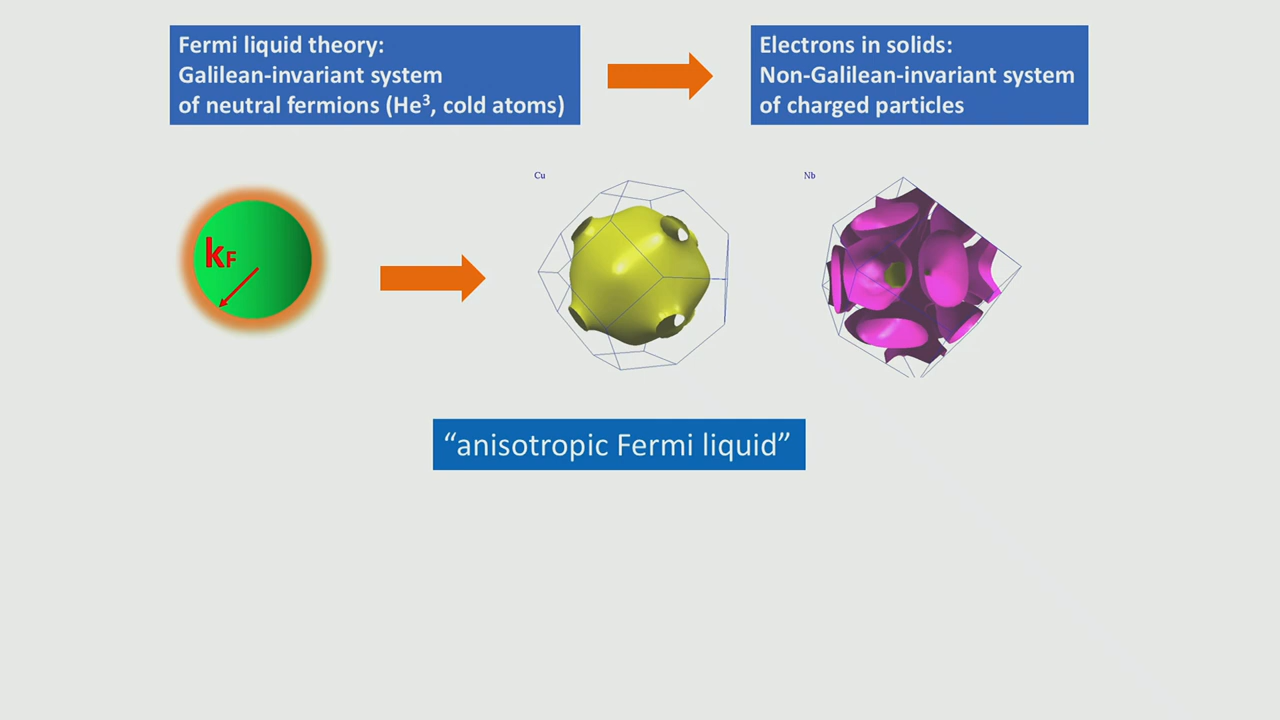 Fermi liquid theory:
Galilean-invariant system
of neutral fermions (He³, cold atoms)
Electrons in solids:
Non-Galilean-invariant system
of charged particles
Cu
Nb
kF
“anisotropic Fermi liquid”